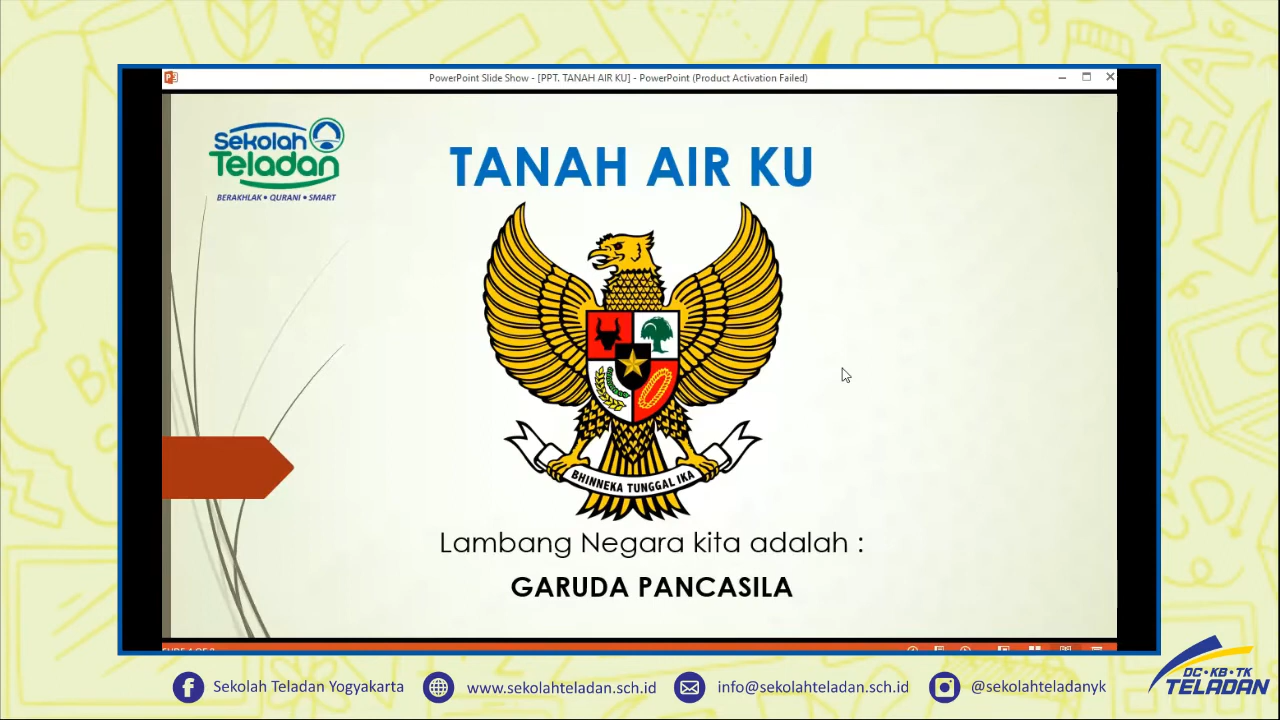 PowerPoint Slide Show - [PPT. TANAH AIR KU] - PowerPoint (Product Activation Failed)
Sekolah
Teladan
BERAKHLAK • QURANI • SMART
TANAH AIR KU
BHINNEKA TUNGGAL IKA
Lambang Negara kita adalah :
GARUDA PANCASILA
Sekolah Teladan Yogyakarta
www.sekolahteladan.sch.id
info@sekolahteladan.sch.id
@sekolahteladanyk
DC•KB•TK
TELADAN